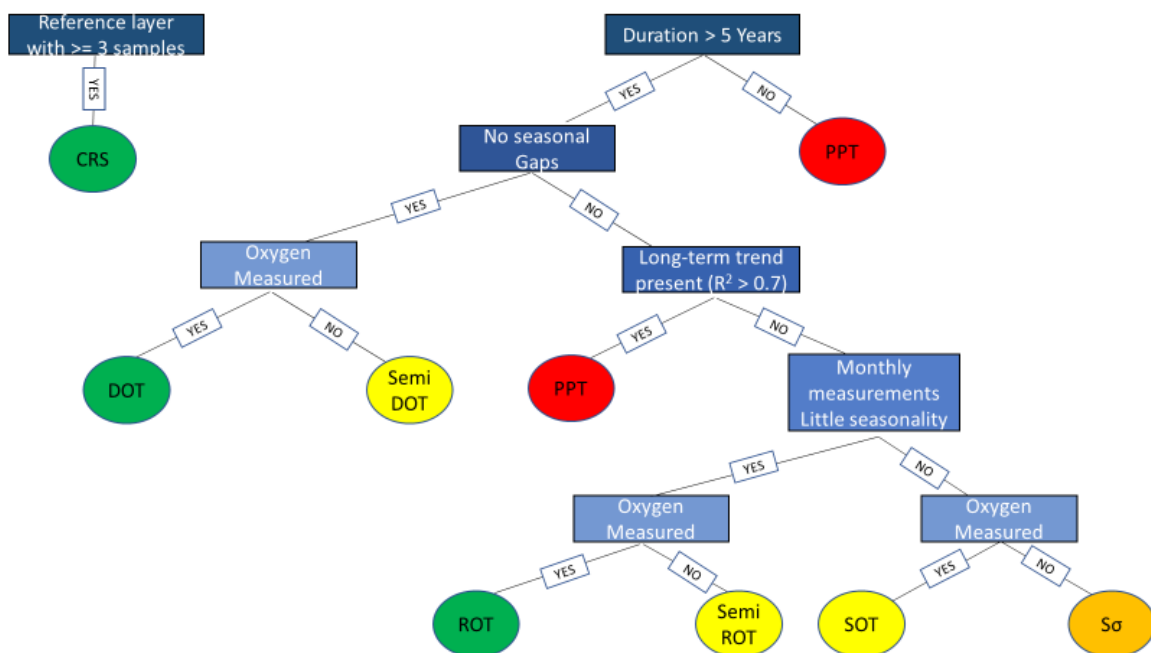 Reference layer
with >= 3 samples
Duration > 5 Years
YES
YES
NO
CRS
No seasonal
Gaps
PPT
YES
NO
Oxygen
Measured
Long-term trend
present (R² > 0.7)
YES
NO
YES
NO
DOT
Semi
DOT
PPT
Monthly
measurements
Little seasonality
YES
NO
Oxygen
Measured
Oxygen
Measured
YES
NO
YES
NO
ROT
Semi
ROT
SOT
Sσ